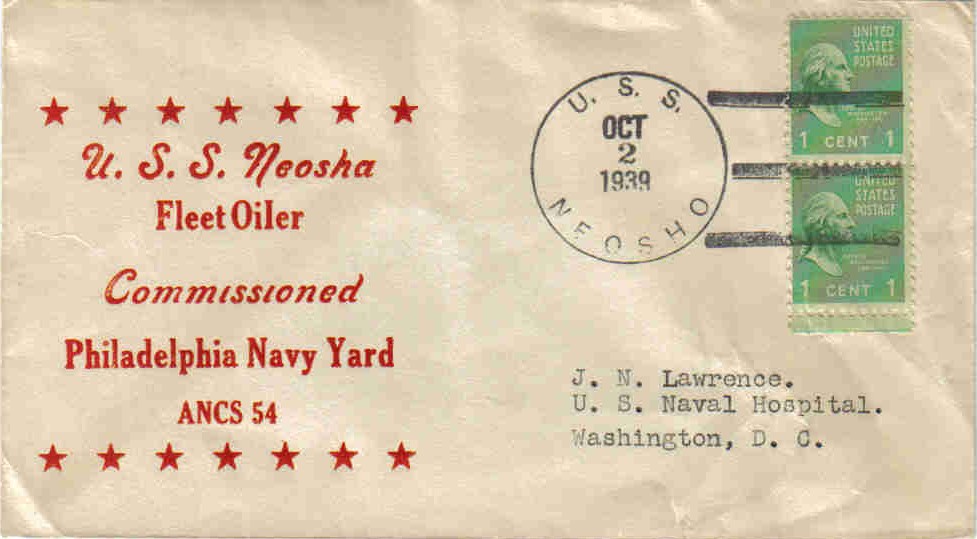 U. S. S. Neosha
Fleet Oiler
Commissioned
Philadelphia Navy Yard
ANCS 54
U. S. S.
OCT
2
1939
NEOSHO
UNITED
STATES
POSTAGE
1 CENT 1
UNITED
STATES
POSTAGE
1 CENT 1
J. N. Lawrence.
U. S. Naval Hospital.
Washington, D. C.